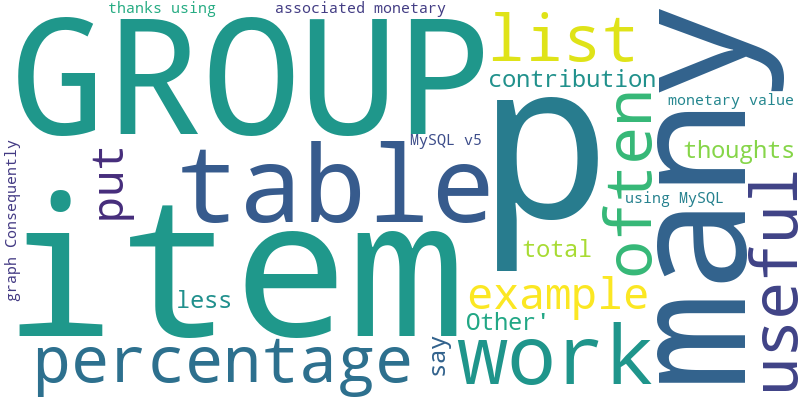 thanks using
associated monetary
GROUP
list
many
contribution
p
monetary value
MySQL v5
often
thoughts
table
put
graph Consequently
item
using MySQL
useful
total
less
example
Other'
say
percentage
work